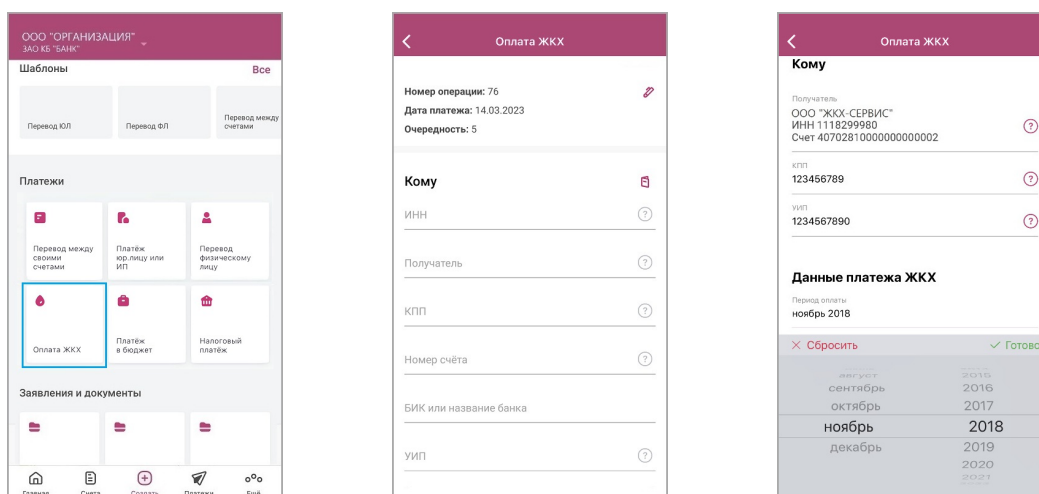 ООО "ОРГАНИЗАЦИЯ"
ЗАО КБ "БАНК"
Шаблоны Все
Перевод ЮЛ
Перевод ФЛ
Перевод между
счетами
Платежи
Перевод между
своими
счетами
Платёж
юр.лицу или
ИП
Перевод
физическому
лицу
Оплата ЖКХ
Платёж
в бюджет
Налоговый
платёж
Заявления и документы
Главная Счета Создать Платежи Ещё
Оплата ЖКХ
Номер операции: 76
Дата платежа: 14.03.2023
Очередность: 5
Кому
ИНН
Получатель
КПП
Номер счёта
БИК или название банка
УИП
Оплата ЖКХ
Кому
Получатель
ООО "ЖКХ-СЕРВИС"
ИНН 1118299980
Счет 40702810000000000002
КПП
123456789
УИП
1234567890
Данные платежа ЖКХ
Период оплаты
ноябрь 2018
Сбросить Готово
август 2015
сентябрь 2016
октябрь 2017
ноябрь 2018
декабрь 2019
2020
2021